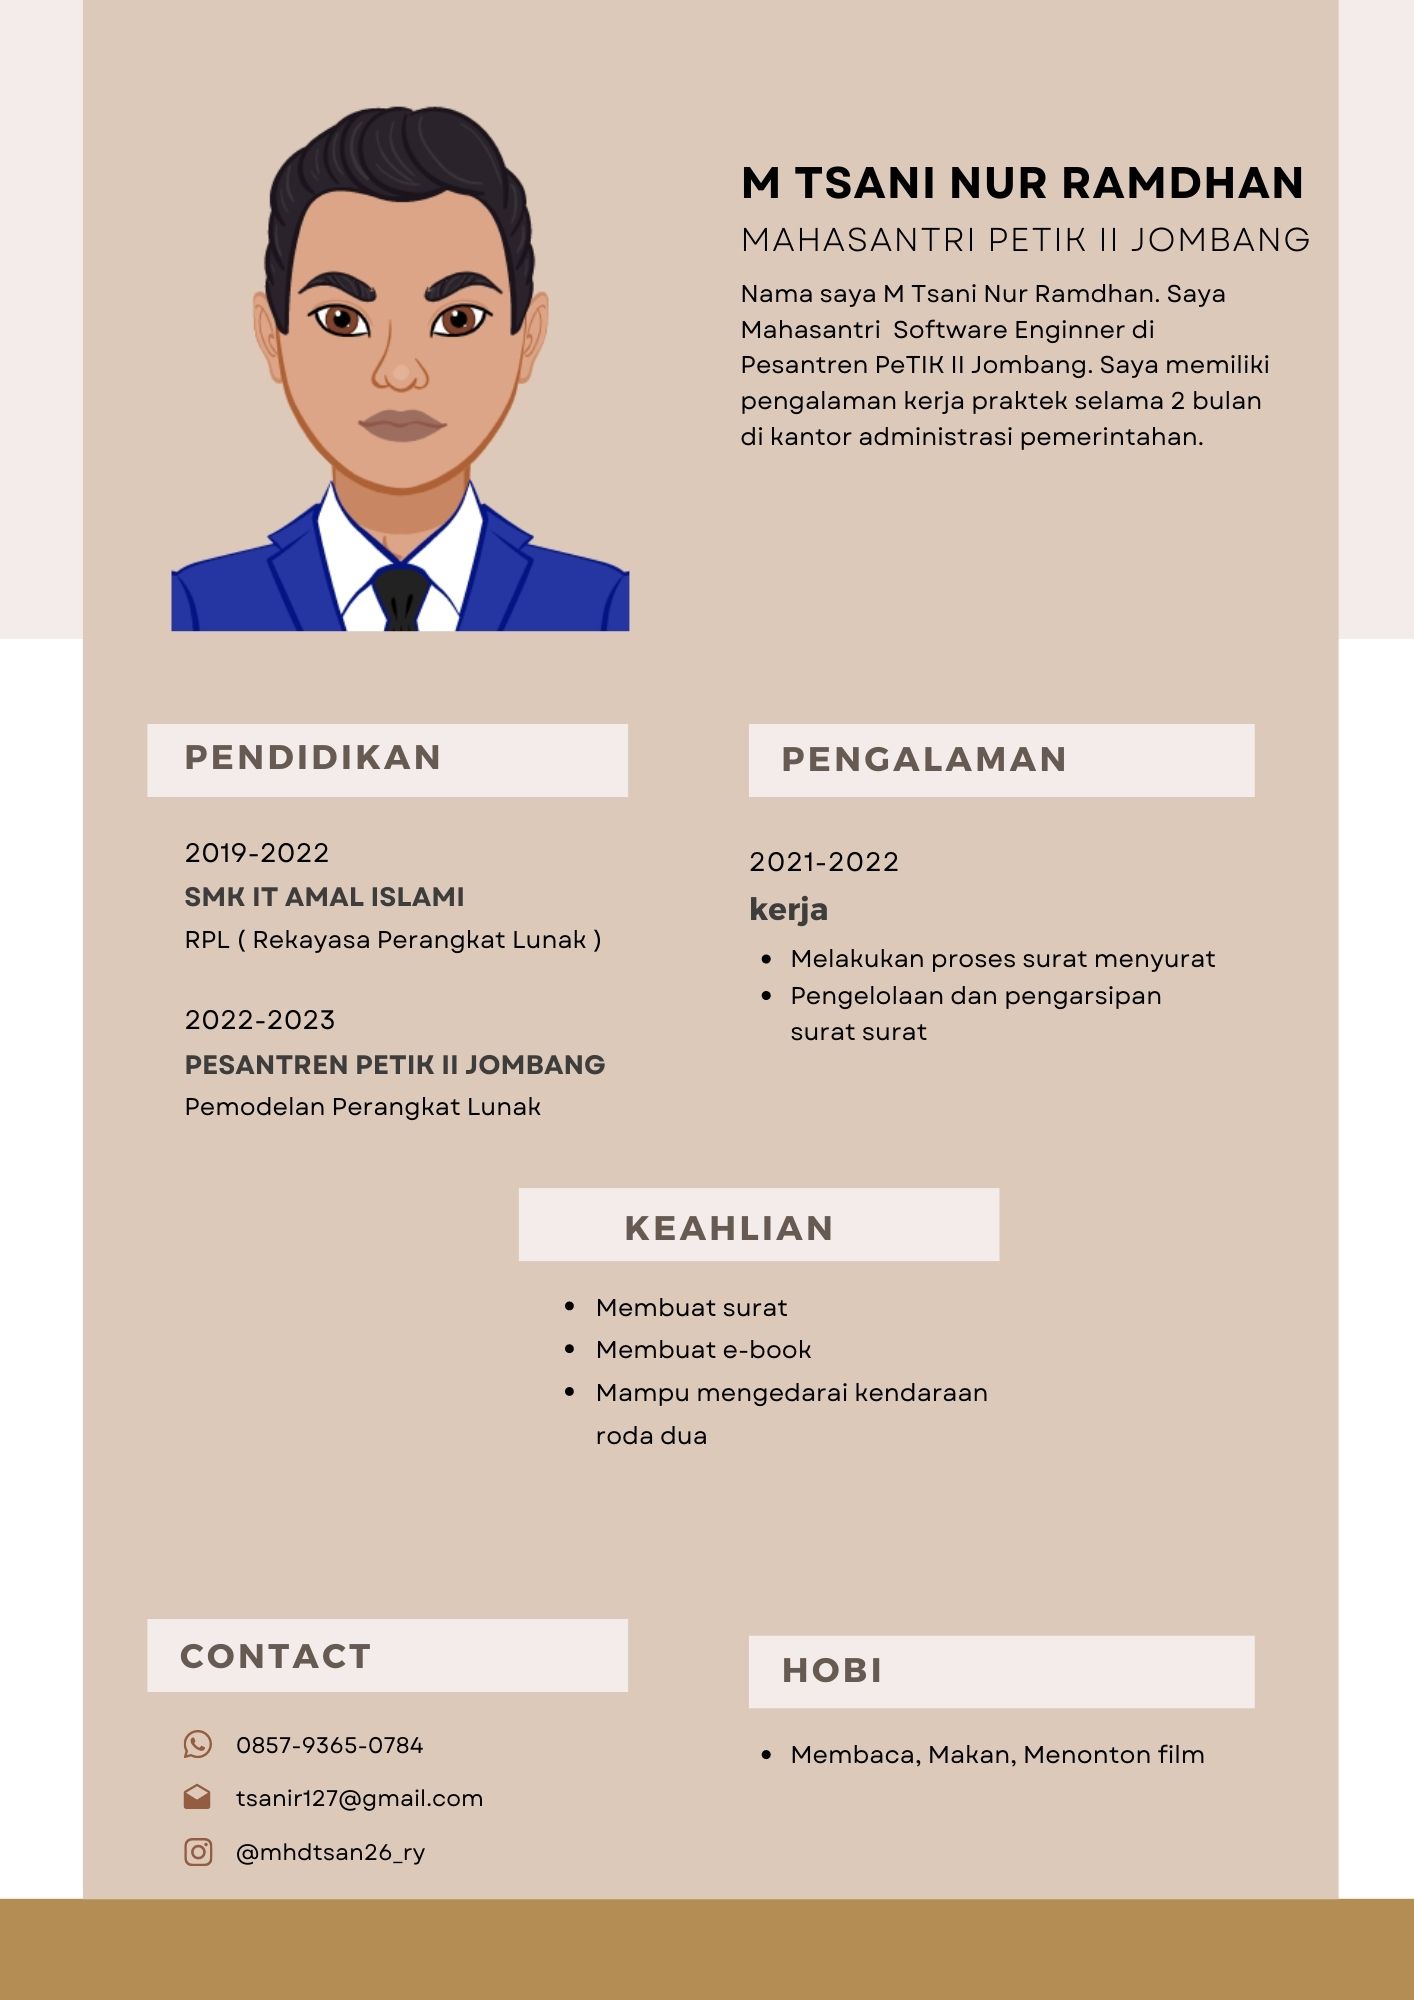 M TSANI NUR RAMDHAN
MAHASANTRI PETIK II JOMBANG
Nama saya M Tsani Nur Ramdhan. Saya
Mahasantri  Software Enginner di
Pesantren PeTIK II Jombang. Saya memiliki
pengalaman kerja praktek selama 2 bulan
di kantor administrasi pemerintahan.
PENDIDIKAN
2019-2022
SMK IT AMAL ISLAMI
RPL ( Rekayasa Perangkat Lunak )
2022-2023
PESANTREN PETIK II JOMBANG
Pemodelan Perangkat Lunak
PENGALAMAN
2021-2022
kerja
• Melakukan proses surat menyurat
• Pengelolaan dan pengarsipan
surat surat
KEAHLIAN
• Membuat surat
• Membuat e-book
• Mampu mengedarai kendaraan
roda dua
CONTACT
0857-9365-0784
tsanir127@gmail.com
@mhdtsan26_ry
HOBI
• Membaca, Makan, Menonton film